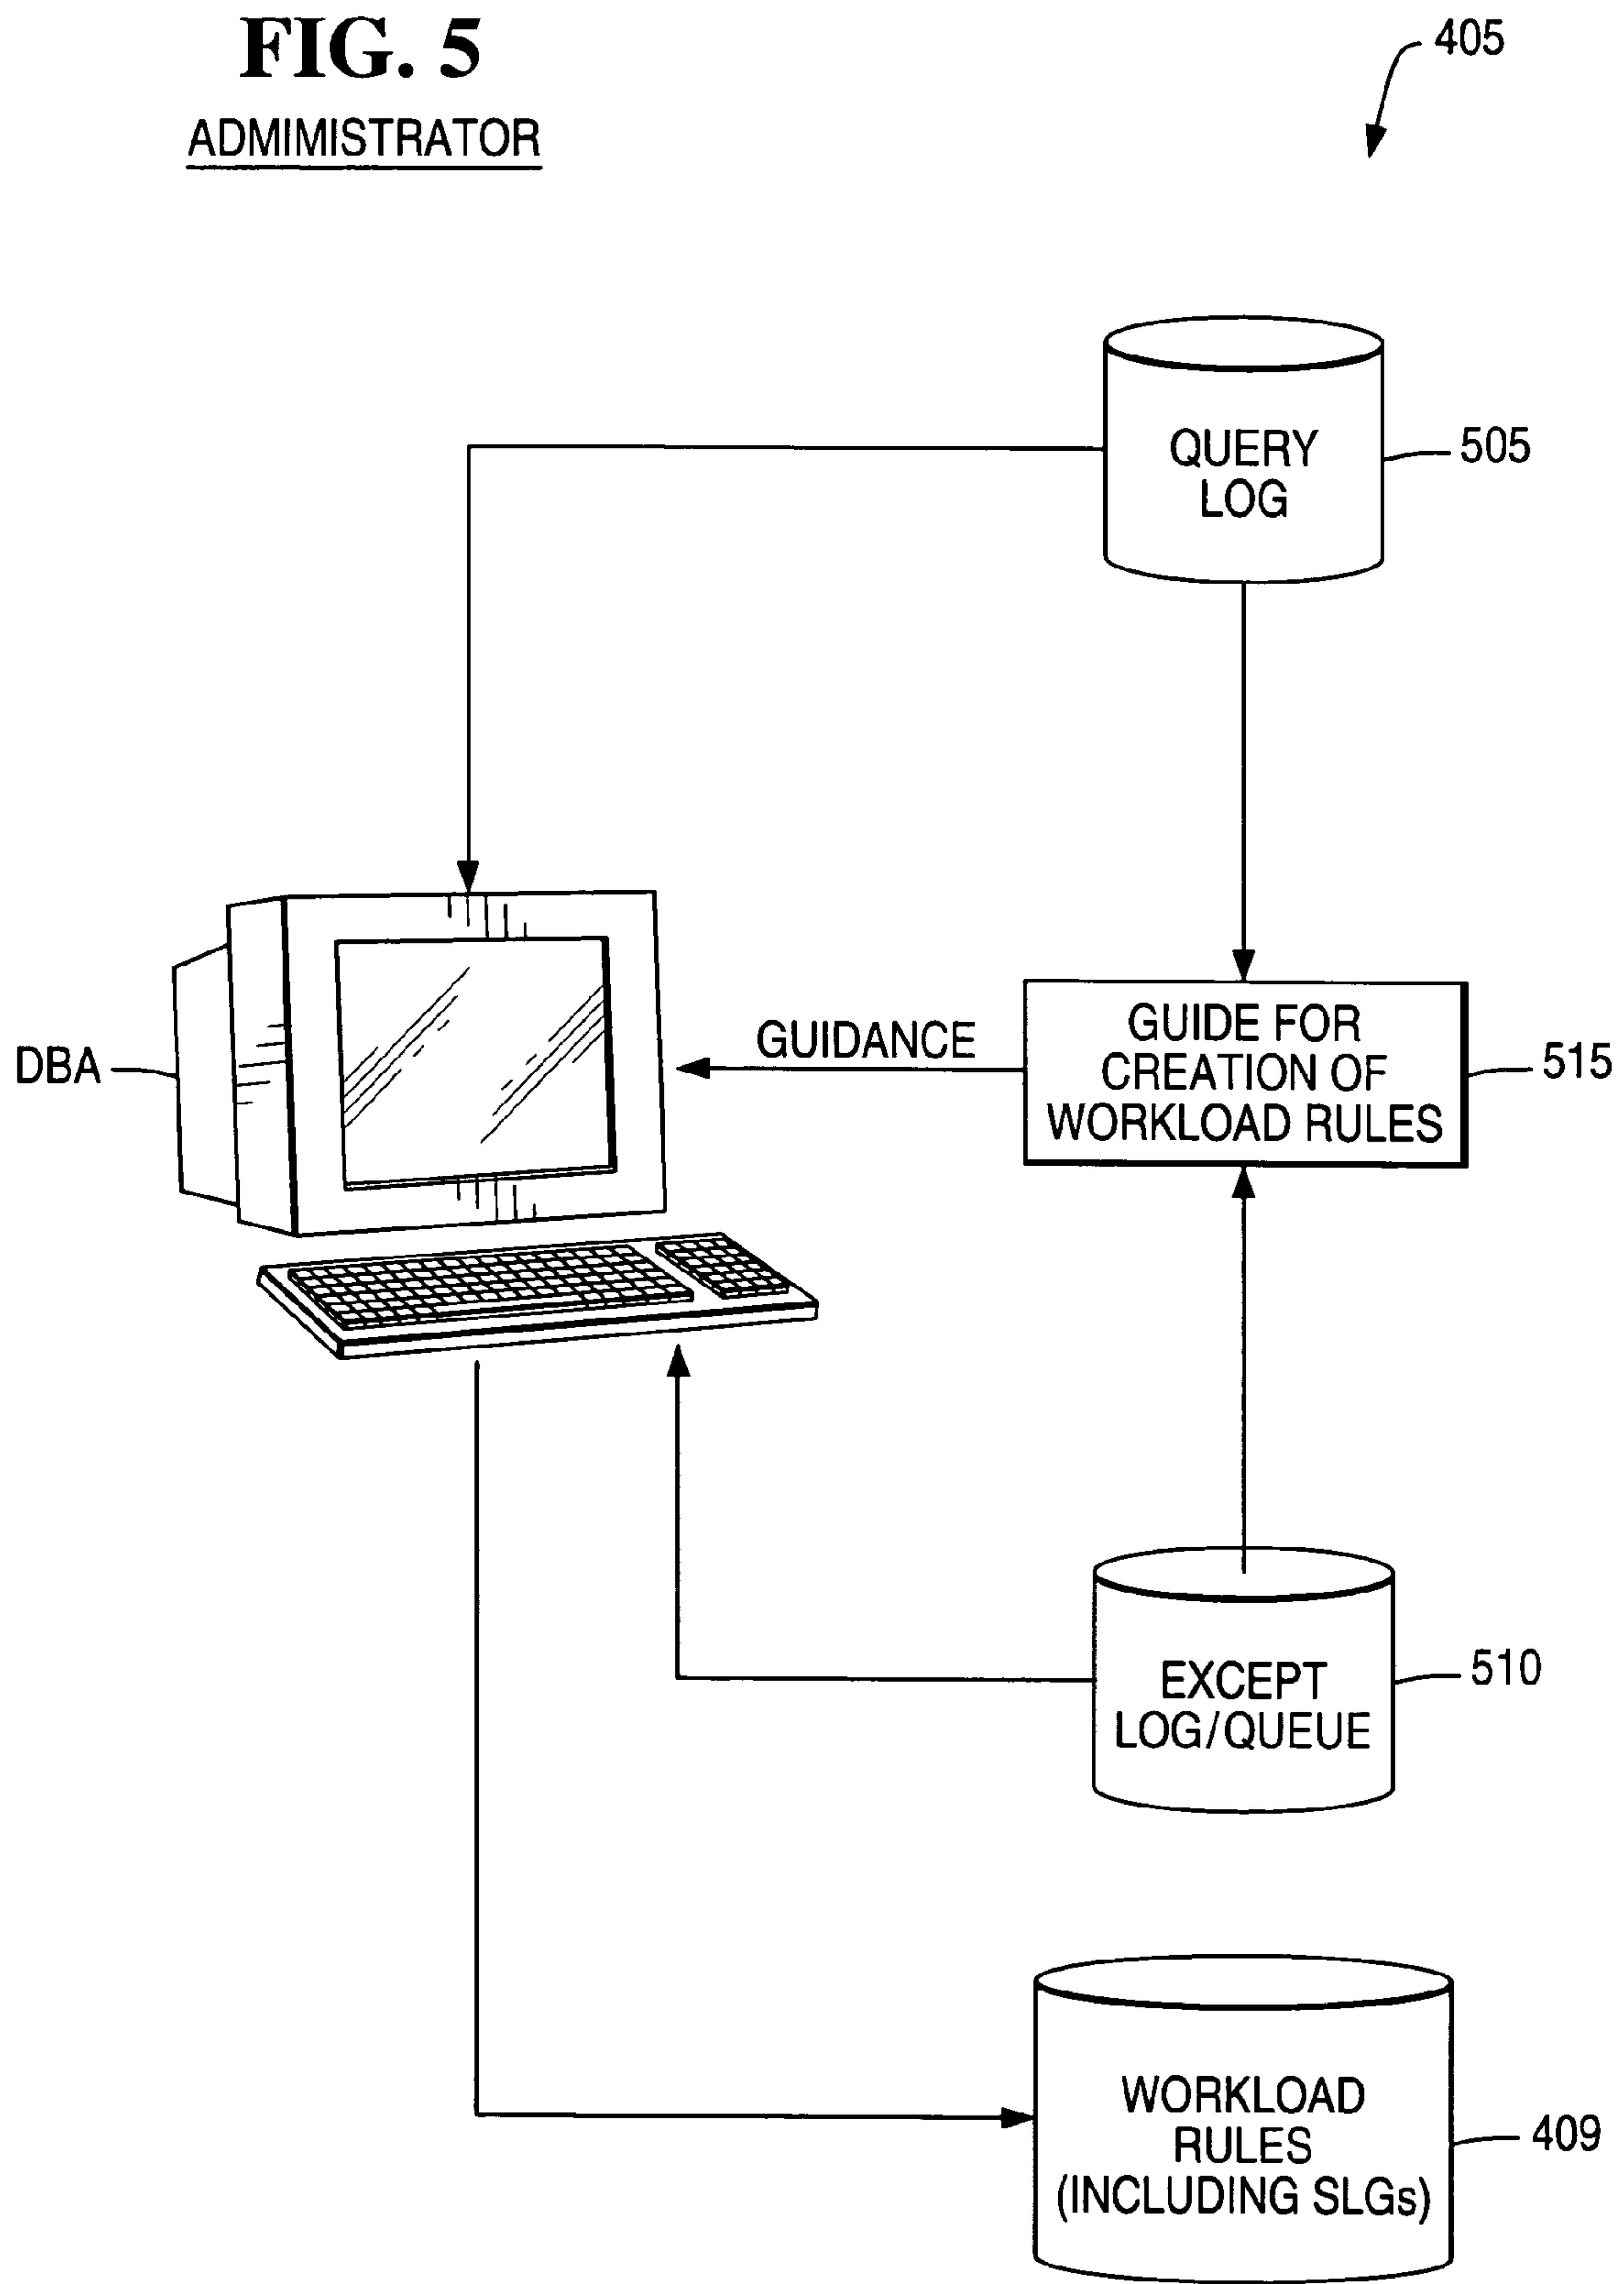 FIG. 5
ADMIMISTRATOR
405
QUERY
LOG
505
DBA
GUIDANCE
GUIDE FOR
CREATION OF
WORKLOAD RULES
515
EXCEPT
LOG/QUEUE
510
WORKLOAD
RULES
(INCLUDING SLGs)
409